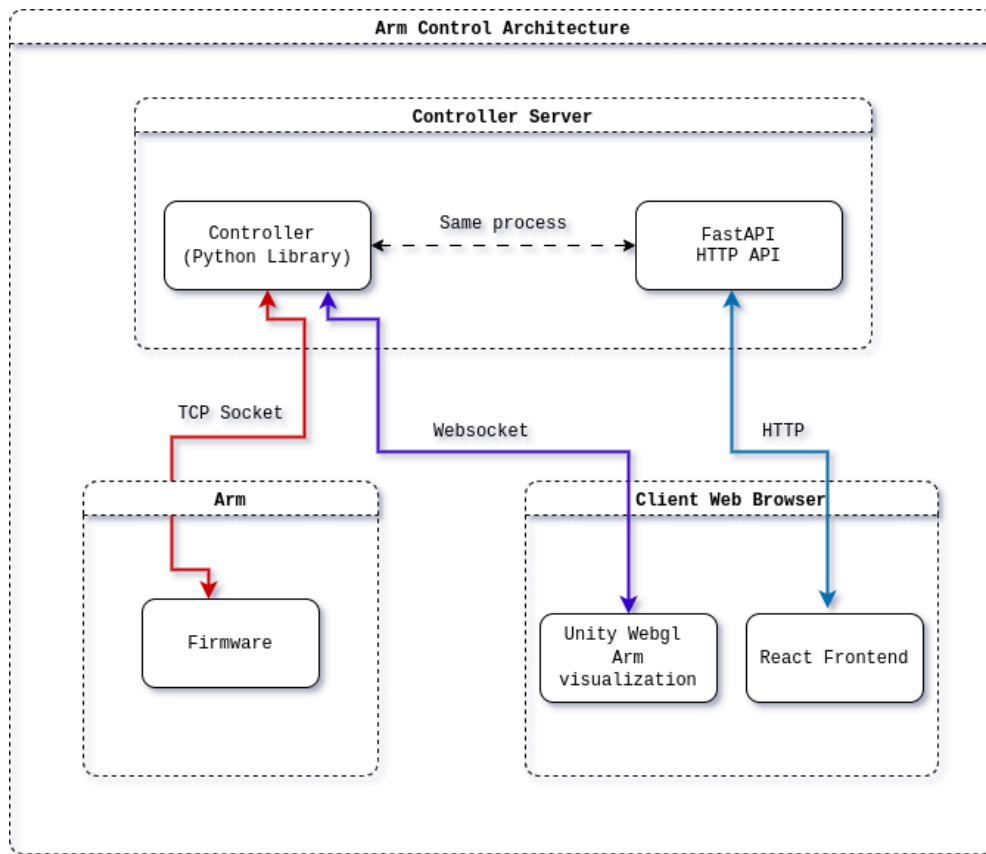 Arm Control Architecture
Controller Server
Controller
(Python Library)
Same process
FastAPI
HTTP API
TCP Socket
Websocket
HTTP
Arm
Client Web Browser
Firmware
Unity Webgl
Arm
visualization
React Frontend